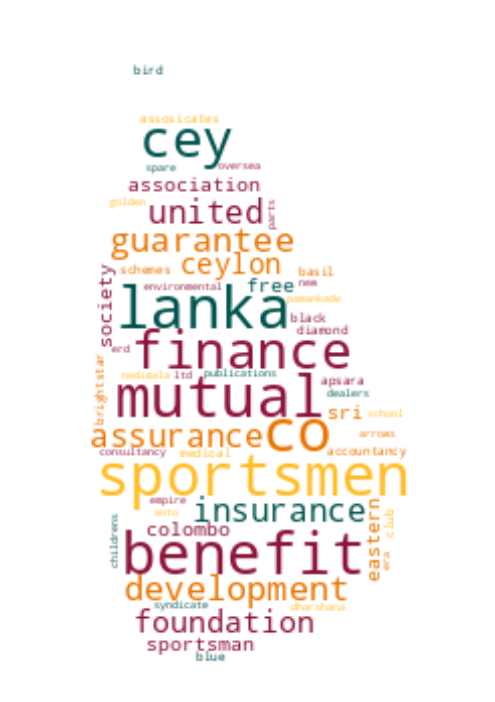 bird
assosicates
cey
spare
oversea
association
golden
united
parts
guarantee
ceylon
schemes
basil
society
environmental
free
new
lanka
pamankade
black
diamond
erd
finance
brightstar
nedimala
ltd
publications
apsara
mutual
dealers
sri
school
assurance
co
arrows
consultancy
medical
accountancy
sportsmen
empire
insurance
auto
eastern
club
era
childrens
colombo
benefit
development
syndicate
dharshana
foundation
sportsman
blue